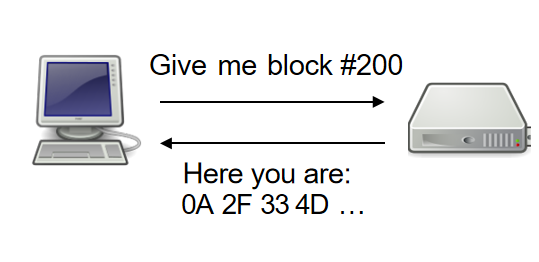 Give me block #200
Here you are:
0A 2F 33 4D …